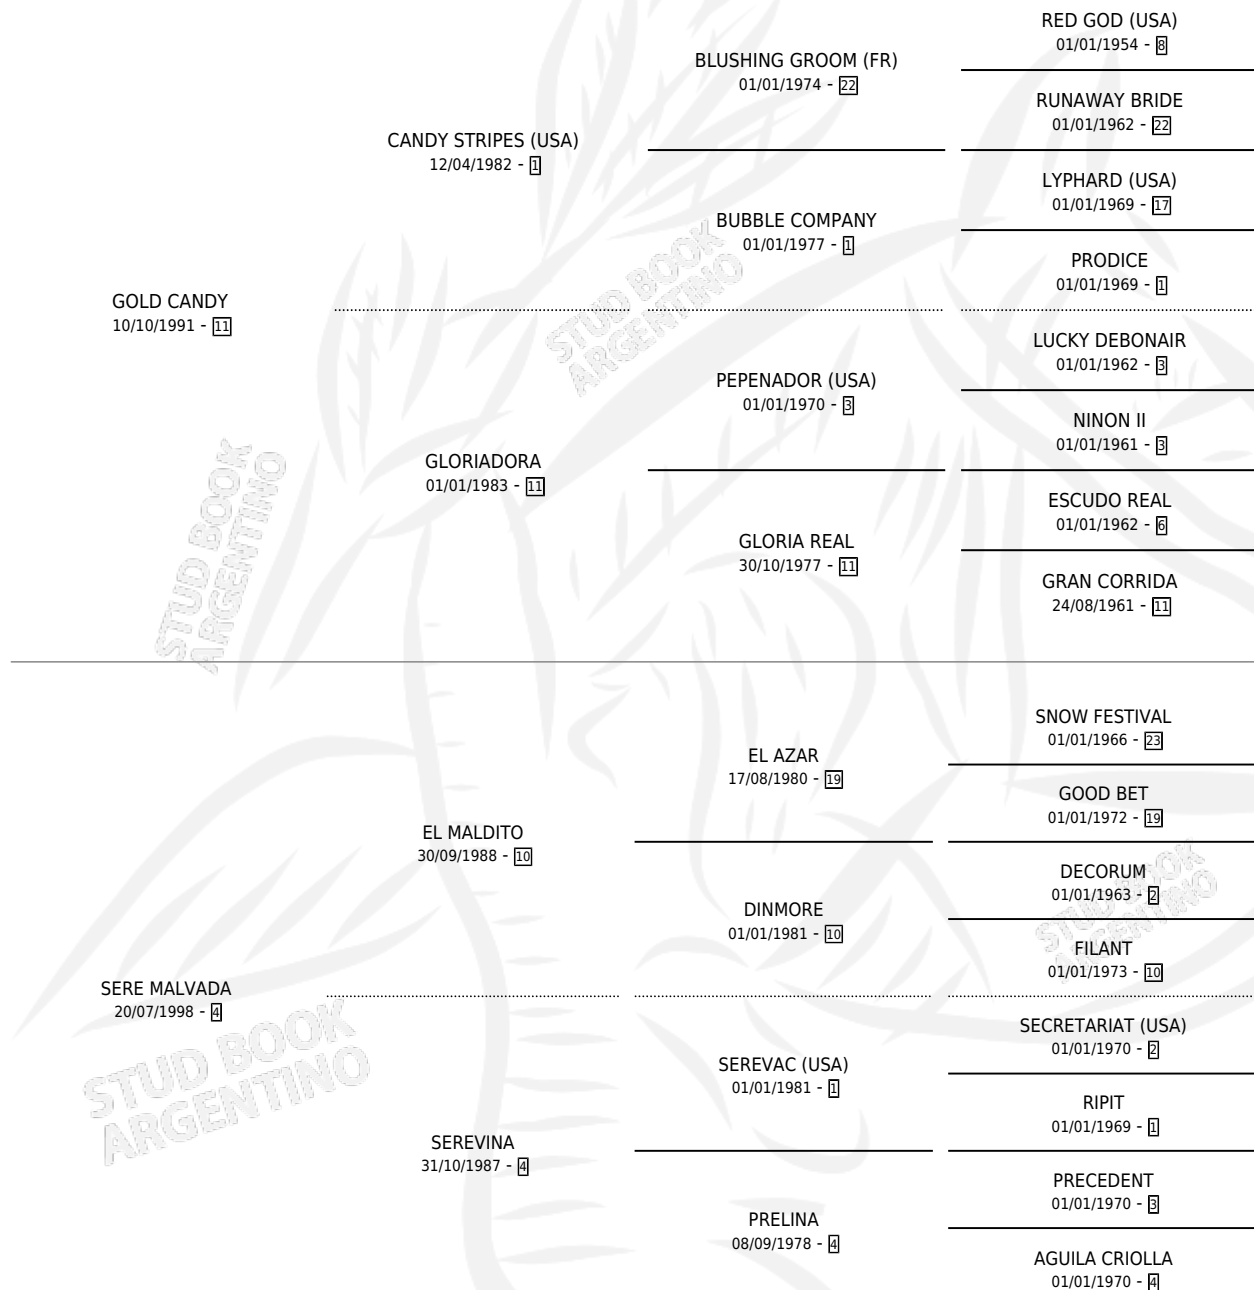 RED GOD (USA)
01/01/1954 - 8
BLUSHING GROOM (FR)
01/01/1974 - 22
RUNAWAY BRIDE
01/01/1962 - 22
CANDY STRIPES (USA)
12/04/1982 - 1
LYPHARD (USA)
01/01/1969 - 17
BUBBLE COMPANY
01/01/1977 - 1
PRODICE
01/01/1969 - 1
GOLD CANDY
10/10/1991 - 11
STUD BOOK
ARGENTINO
LUCKY DEBONAIR
01/01/1962 - 3
PEPENADOR (USA)
01/01/1970 - 3
NINON II
01/01/1961 - 3
GLORIADORA
01/01/1983 - 11
ESCUDO REAL
01/01/1962 - 6
GLORIA REAL
30/10/1977 - 11
GRAN CORRIDA
24/08/1961 - 11
STUD BOOK
ARGENTINO
SNOW FESTIVAL
01/01/1966 - 23
EL AZAR
17/08/1980 - 19
GOOD BET
01/01/1972 - 19
EL MALDITO
30/09/1988 - 10
DECORUM
01/01/1963 - 2
DINMORE
01/01/1981 - 10
FILANT
01/01/1973 - 10
STUD BOOK
ARGENTINO
SERE MALVADA
20/07/1998 - 4
SECRETARIAT (USA)
01/01/1970 - 2
SEREVAC (USA)
01/01/1981 - 1
RIPIT
01/01/1969 - 1
STUD BOOK
ARGENTINO
SEREVINA
31/10/1987 - 4
PRECEDENT
01/01/1970 - 3
PRELINA
08/09/1978 - 4
AGUILA CRIOLLA
01/01/1970 - 4